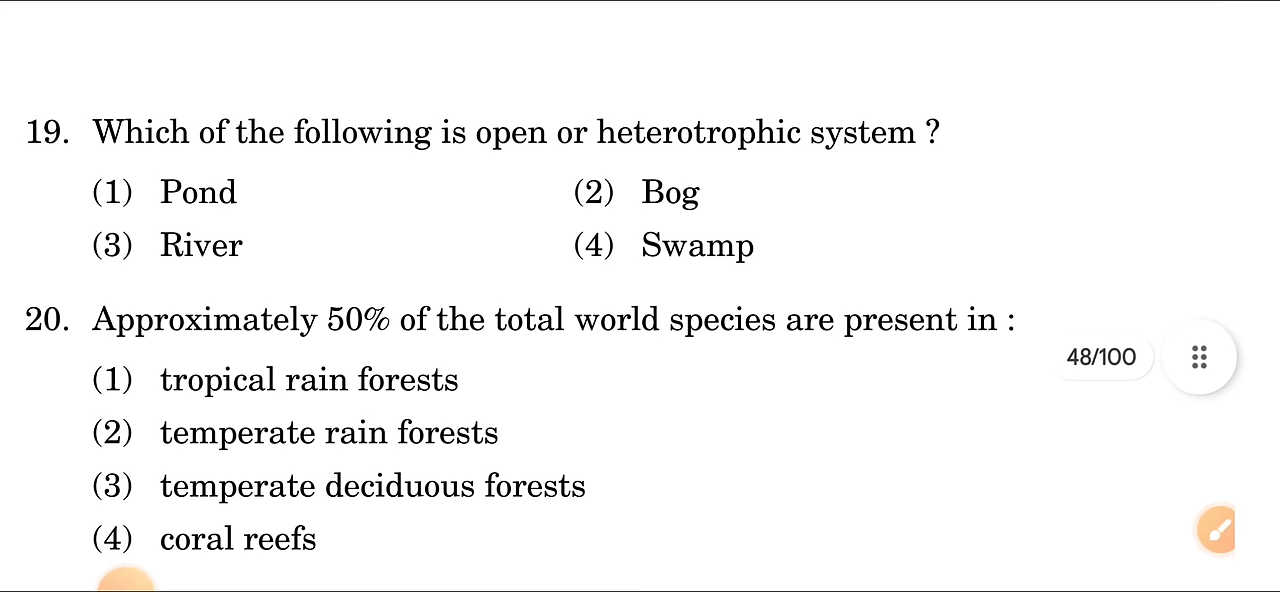 19. Which of the following is open or heterotrophic system ?
(1) Pond (2) Bog
(3) River (4) Swamp
20. Approximately 50% of the total world species are present in :
48/100
(1) tropical rain forests
(2) temperate rain forests
(3) temperate deciduous forests
(4) coral reefs